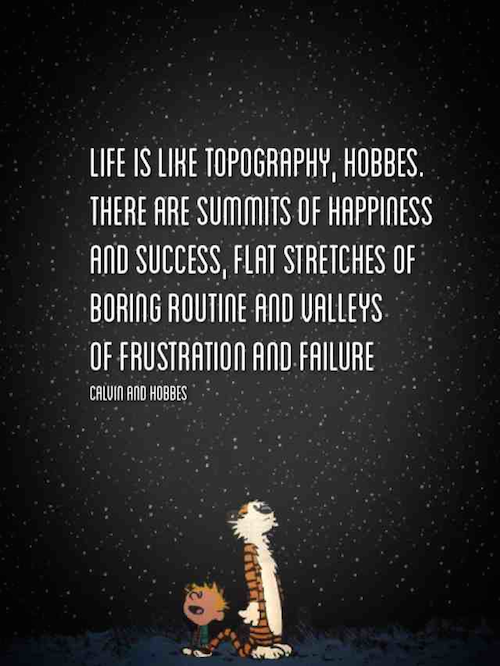 LIFE IS LIKE TOPOGRAPHY, HOBBES.
THERE ARE SUMMITS OF HAPPINESS
AND SUCCESS, FLAT STRETCHES OF
BORING ROUTINE AND VALLEYS
OF FRUSTRATION AND FAILURE
CALVIN AND HOBBES